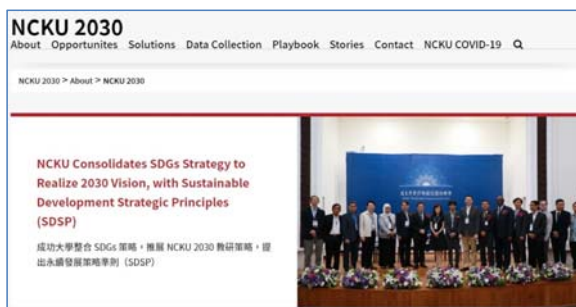 NCKU 2030
About Opportunites Solutions Data Collection Playbook Stories Contact NCKU COVID-19
NCKU 2030 > About > NCKU 2030
NCKU Consolidates SDGs Strategy to
Realize 2030 Vision, with Sustainable
Development Strategic Principles
(SDSP)
成功大學整合 SDGs 策略，推展 NCKU 2030 教研策略，提
出永續發展策略準則（SDSP）